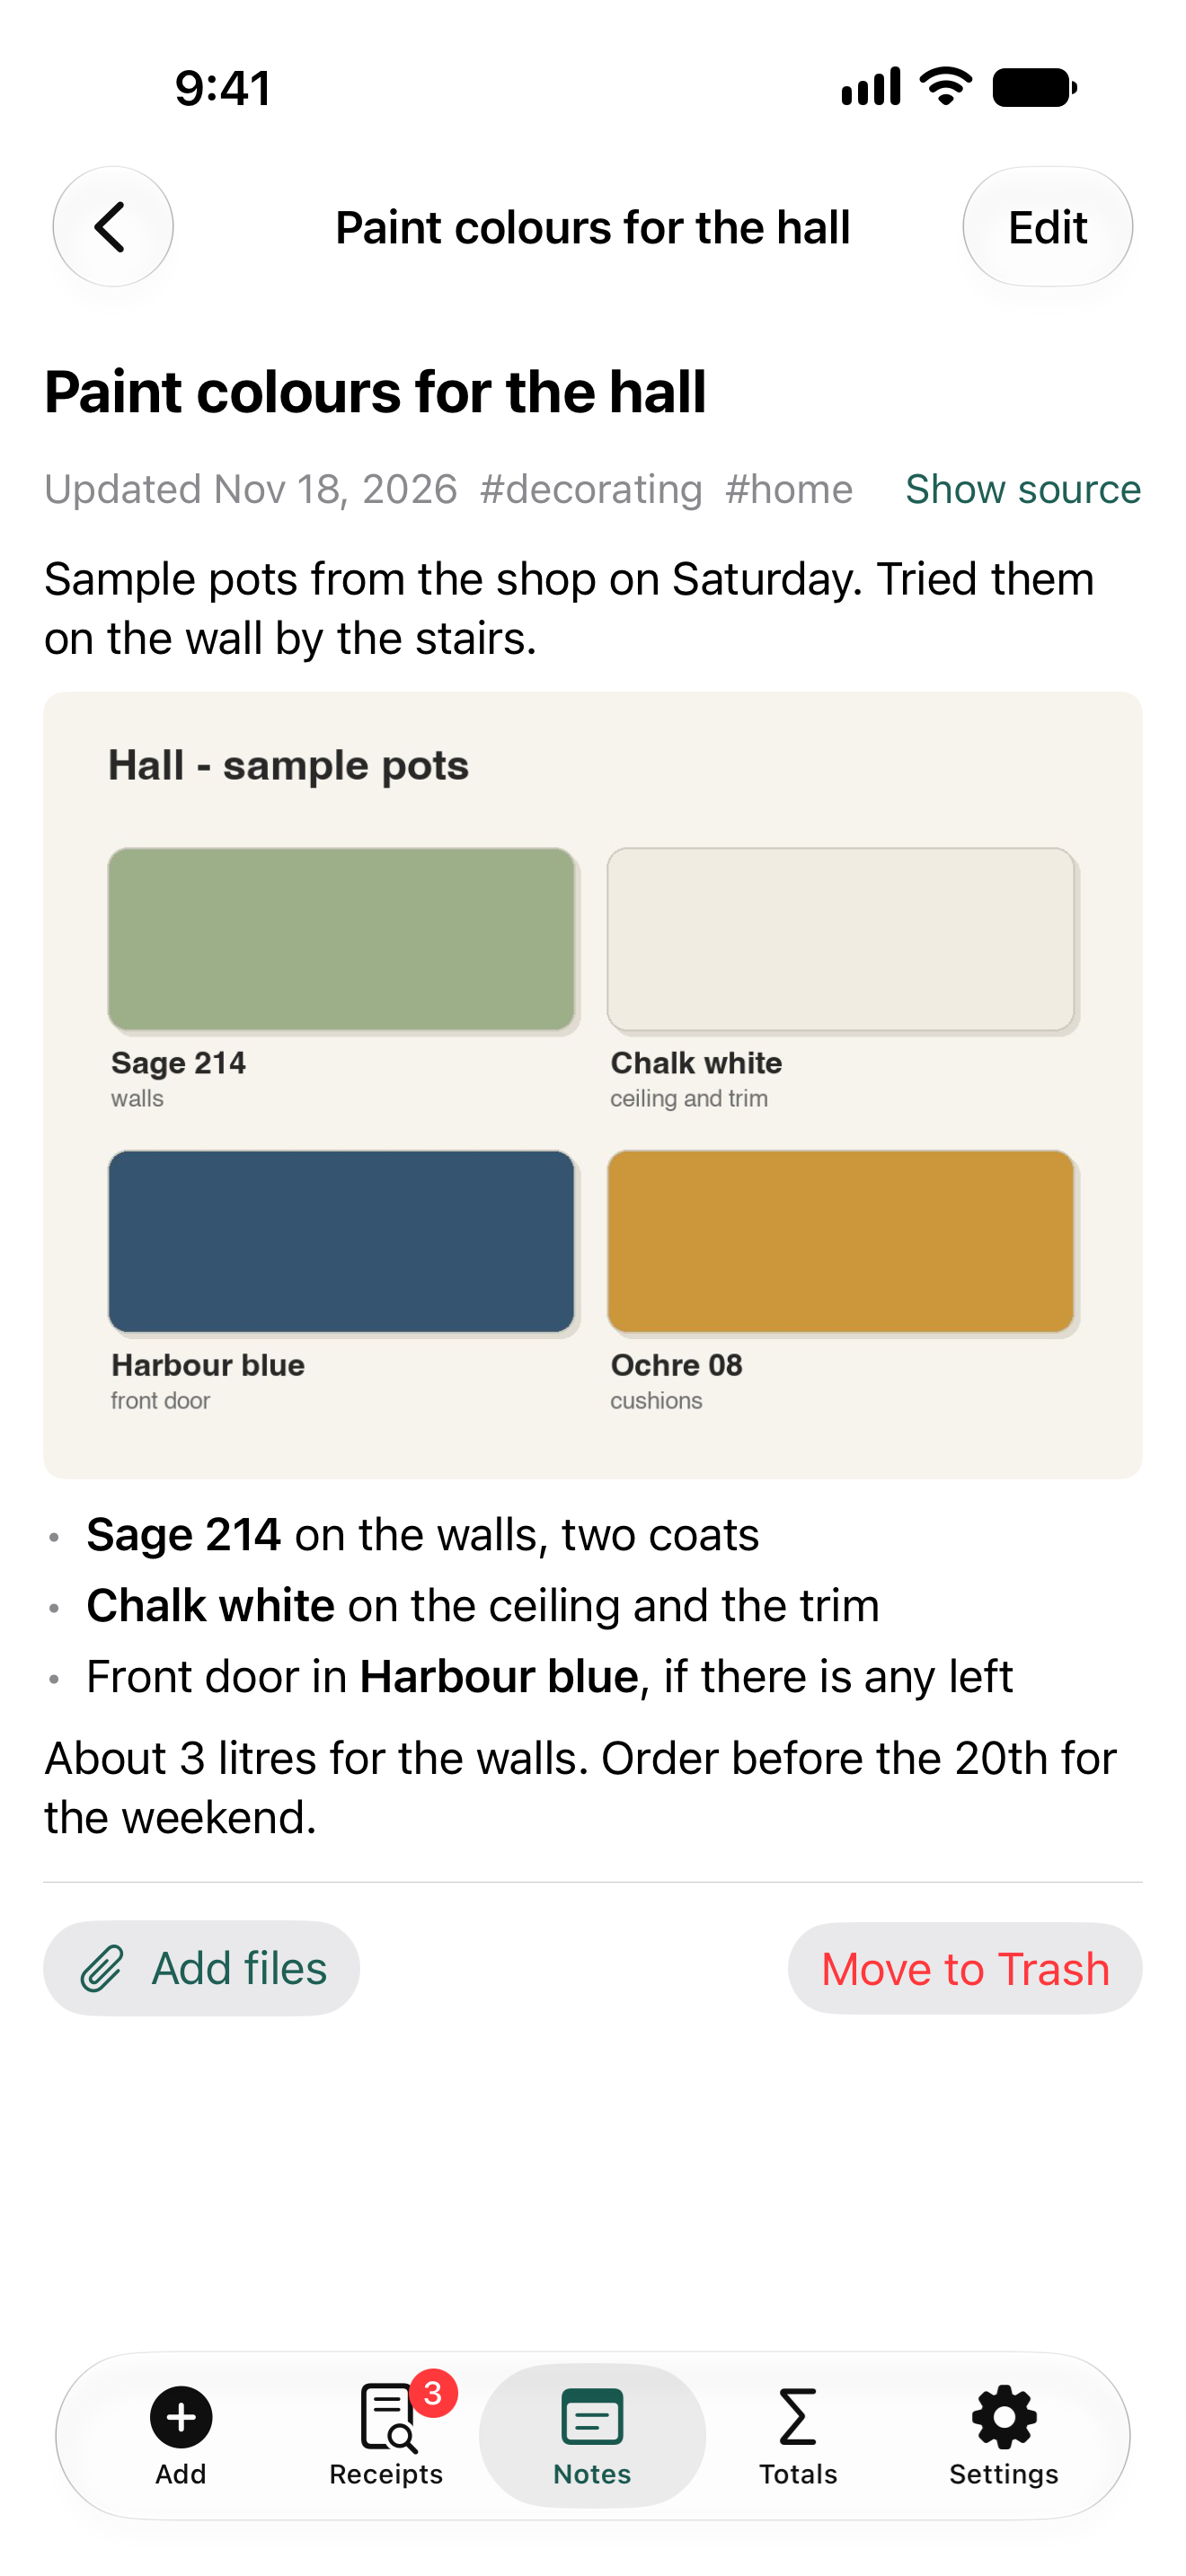 9:41
Paint colours for the hall
Edit
Paint colours for the hall
Updated Nov 18, 2026 #decorating #home Show source
Sample pots from the shop on Saturday. Tried them
on the wall by the stairs.
Hall - sample pots
Sage 214
walls
Chalk white
ceiling and trim
Harbour blue
front door
Ochre 08
cushions
• Sage 214 on the walls, two coats
• Chalk white on the ceiling and the trim
• Front door in Harbour blue, if there is any left
About 3 litres for the walls. Order before the 20th for
the weekend.
Add files
Move to Trash
3
Add
Receipts
Notes
Totals
Settings